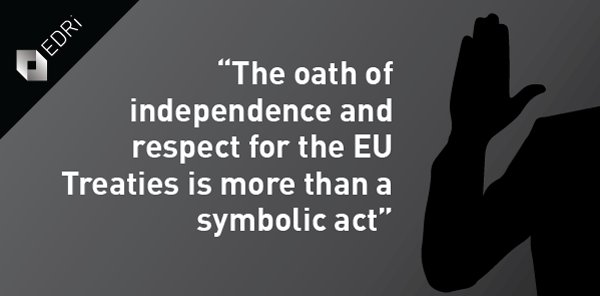 EDRi
“The oath of
independence and
respect for the EU
Treaties is more than a
symbolic act”